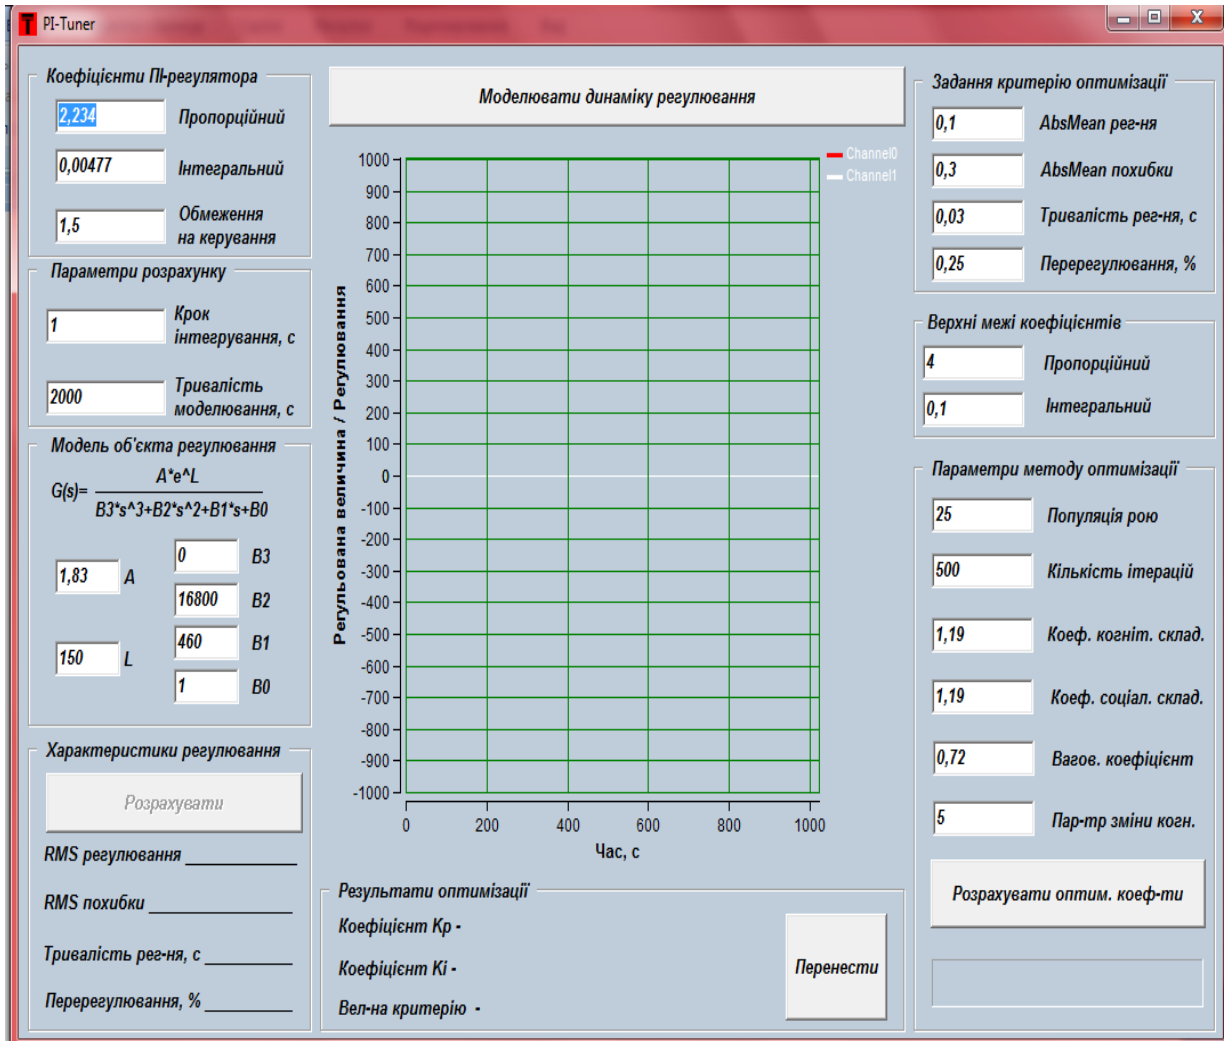 PI-Tuner
Коефіцієнти ПІ-регулятора
2,234
Пропорційний
0,00477
Інтегральний
1,5
Обмеження
на керування
Параметри розрахунку
1
Крок
інтегрування, с
2000
Тривалість
моделювання, с
Модель об'єкта регулювання
G(s)=
A*e^L
B3*s^3+B2*s^2+B1*s+B0
1,83 A
150 L
0 B3
16800 B2
460 B1
1 B0
Характеристики регулювання
Розрахувати
RMS регулювання
RMS похибки
Тривалість рег-ня, с
Перерегулювання, %
Моделювати динаміку регулювання
Channel0
Channel1
Регульована величина / Регулювання
1000
900
800
700
600
500
400
300
200
100
0
-100
-200
-300
-400
-500
-600
-700
-800
-900
-1000
0 200 400 600 800 1000
Час, с
Результати оптимізації
Коефіцієнт Kp -
Коефіцієнт Ki -
Вел-на критерію -
Перенести
Задання критерію оптимізації
0,1 AbsMean рег-ня
0,3 AbsMean похибки
0,03 Тривалість рег-ня, с
0,25 Перерегулювання, %
Верхні межі коефіцієнтів
4 Пропорційний
0,1 Інтегральний
Параметри методу оптимізації
25 Популяція рою
500 Кількість ітерацій
1,19 Коеф. когніт. склад.
1,19 Коеф. соціал. склад.
0,72 Вагов. коефіцієнт
5 Пар-тр зміни когн.
Розрахувати оптим. коеф-ти